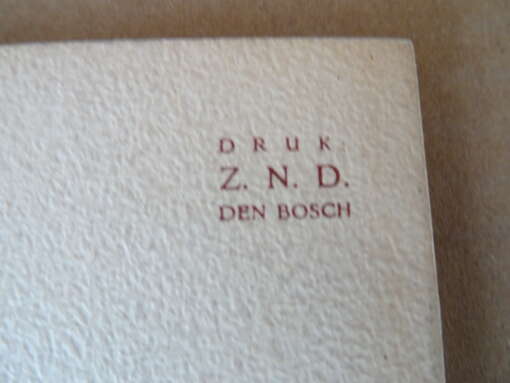 DRUK.
Z. N. D.
DEN BOSCH